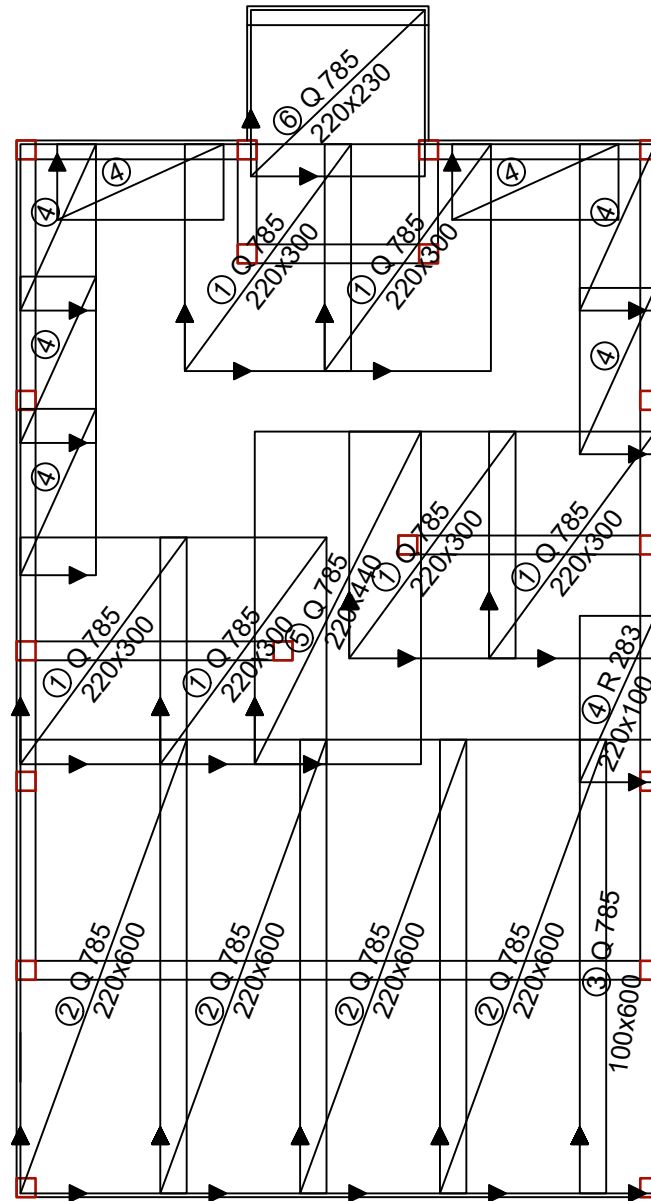 ⑥ Q 785
220x230
④
④
④
④
① Q 785
220x300
① Q 785
220x300
④
④
④
① Q 785
220x300
① Q 785
220x300
⑤ Q 785
220x440
① Q 785
220x300
① Q 785
220x300
④ R 283
220x100
② Q 785
220x600
② Q 785
220x600
② Q 785
220x600
② Q 785
220x600
③ Q 785
100x600